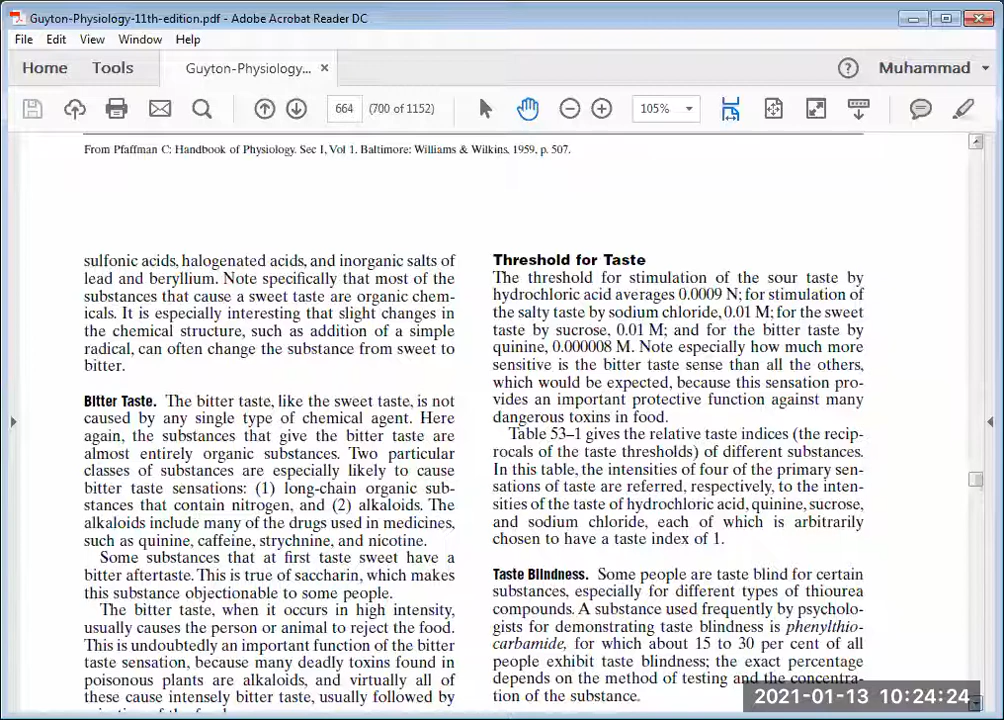 Guyton-Physiology-11th-edition.pdf - Adobe Acrobat Reader DC
File Edit View Window Help
Home Tools Guyton-Physiology... × ? Muhammad
664 (700 of 1152) 105%
From Pfaffman C: Handbook of Physiology. Sec I, Vol 1. Baltimore: Williams & Wilkins, 1959, p. 507.
sulfonic acids, halogenated acids, and inorganic salts of
lead and beryllium. Note specifically that most of the
substances that cause a sweet taste are organic chem-
icals. It is especially interesting that slight changes in
the chemical structure, such as addition of a simple
radical, can often change the substance from sweet to
bitter.
Bitter Taste. The bitter taste, like the sweet taste, is not
caused by any single type of chemical agent. Here
again, the substances that give the bitter taste are
almost entirely organic substances. Two particular
classes of substances are especially likely to cause
bitter taste sensations: (1) long-chain organic sub-
stances that contain nitrogen, and (2) alkaloids. The
alkaloids include many of the drugs used in medicines,
such as quinine, caffeine, strychnine, and nicotine.
Some substances that at first taste sweet have a
bitter aftertaste. This is true of saccharin, which makes
this substance objectionable to some people.
The bitter taste, when it occurs in high intensity,
usually causes the person or animal to reject the food.
This is undoubtedly an important function of the bitter
taste sensation, because many deadly toxins found in
poisonous plants are alkaloids, and virtually all of
these cause intensely bitter taste, usually followed by
Threshold for Taste
The threshold for stimulation of the sour taste by
hydrochloric acid averages 0.0009 N; for stimulation of
the salty taste by sodium chloride, 0.01 M; for the sweet
taste by sucrose, 0.01 M; and for the bitter taste by
quinine, 0.000008 M. Note especially how much more
sensitive is the bitter taste sense than all the others,
which would be expected, because this sensation pro-
vides an important protective function against many
dangerous toxins in food.
Table 53–1 gives the relative taste indices (the recip-
rocals of the taste thresholds) of different substances.
In this table, the intensities of four of the primary sen-
sations of taste are referred, respectively, to the inten-
sities of the taste of hydrochloric acid, quinine, sucrose,
and sodium chloride, each of which is arbitrarily
chosen to have a taste index of 1.
Taste Blindness. Some people are taste blind for certain
substances, especially for different types of thiourea
compounds. A substance used frequently by psycholo-
gists for demonstrating taste blindness is phenylthio-
carbamide, for which about 15 to 30 per cent of all
people exhibit taste blindness; the exact percentage
depends on the method of testing and the concentra-
tion of the substance.
2021-01-13 10:24:24